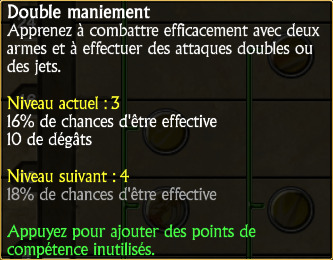 Double maniement
Apprenez à combattre efficacement avec deux
armes et à effectuer des attaques doubles ou
des jets.
Niveau actuel : 3
16% de chances d'être effective
10 de dégâts
Niveau suivant : 4
18% de chances d'être effective
Appuyez pour ajouter des points de
compétence inutilisés.